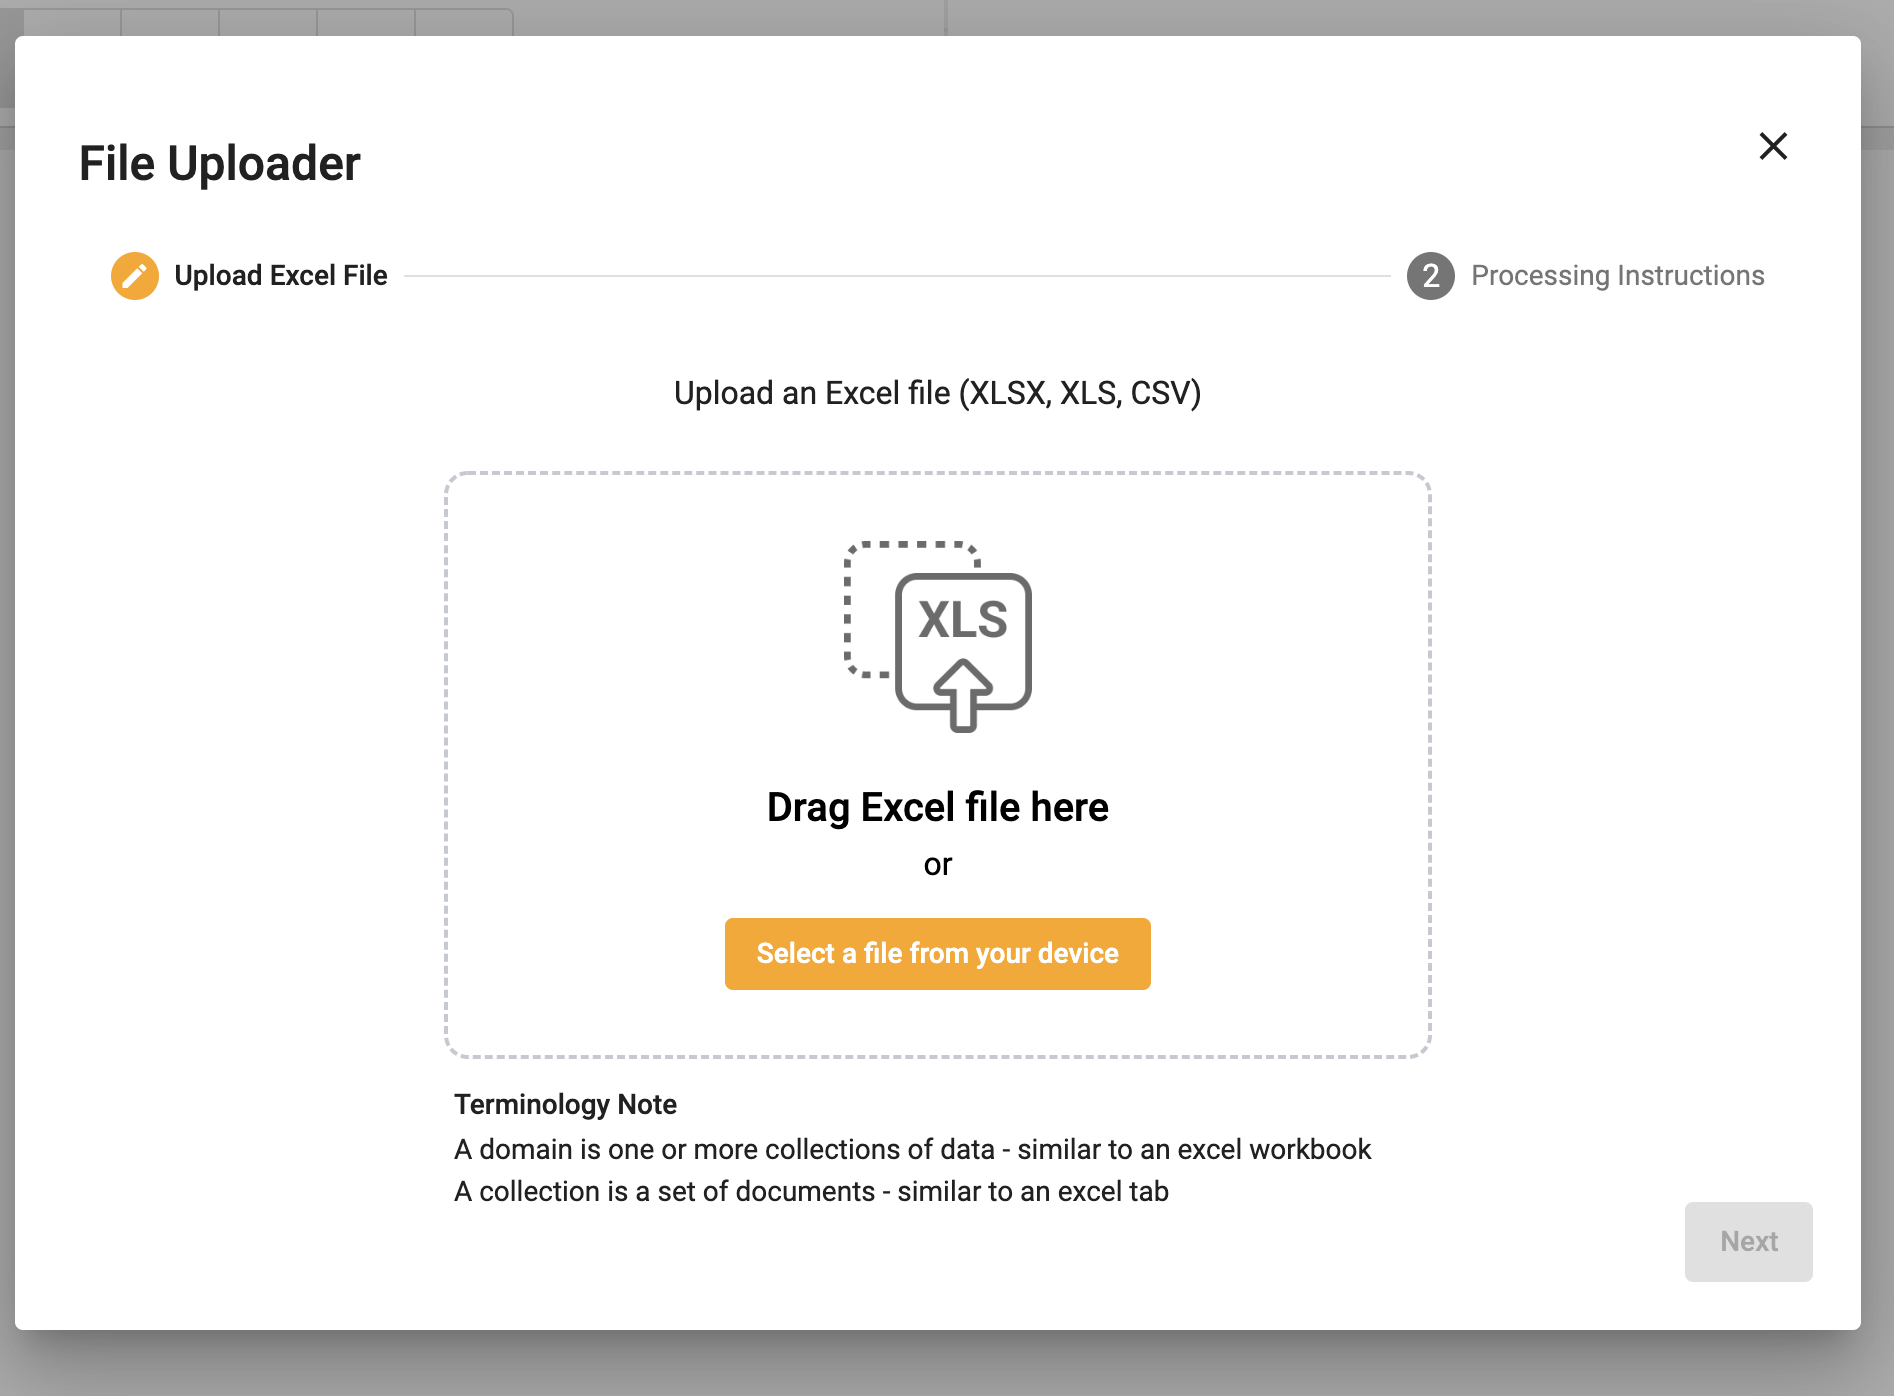 File Uploader
Upload Excel File
2 Processing Instructions
Upload an Excel file (XLSX, XLS, CSV)
XLS
Drag Excel file here
or
Select a file from your device
Terminology Note
A domain is one or more collections of data - similar to an excel workbook
A collection is a set of documents - similar to an excel tab
Next